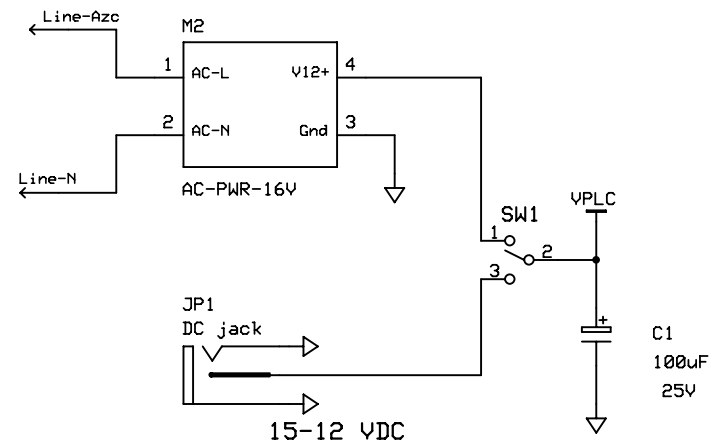 Line-Azc
M2
1 AC-L V12+ 4
2 AC-N Gnd 3
Line-N
AC-PWR-16V
SW1
VPLC
1
2
3
JP1
DC jack
+
C1
100uF
25V
15-12 VDC